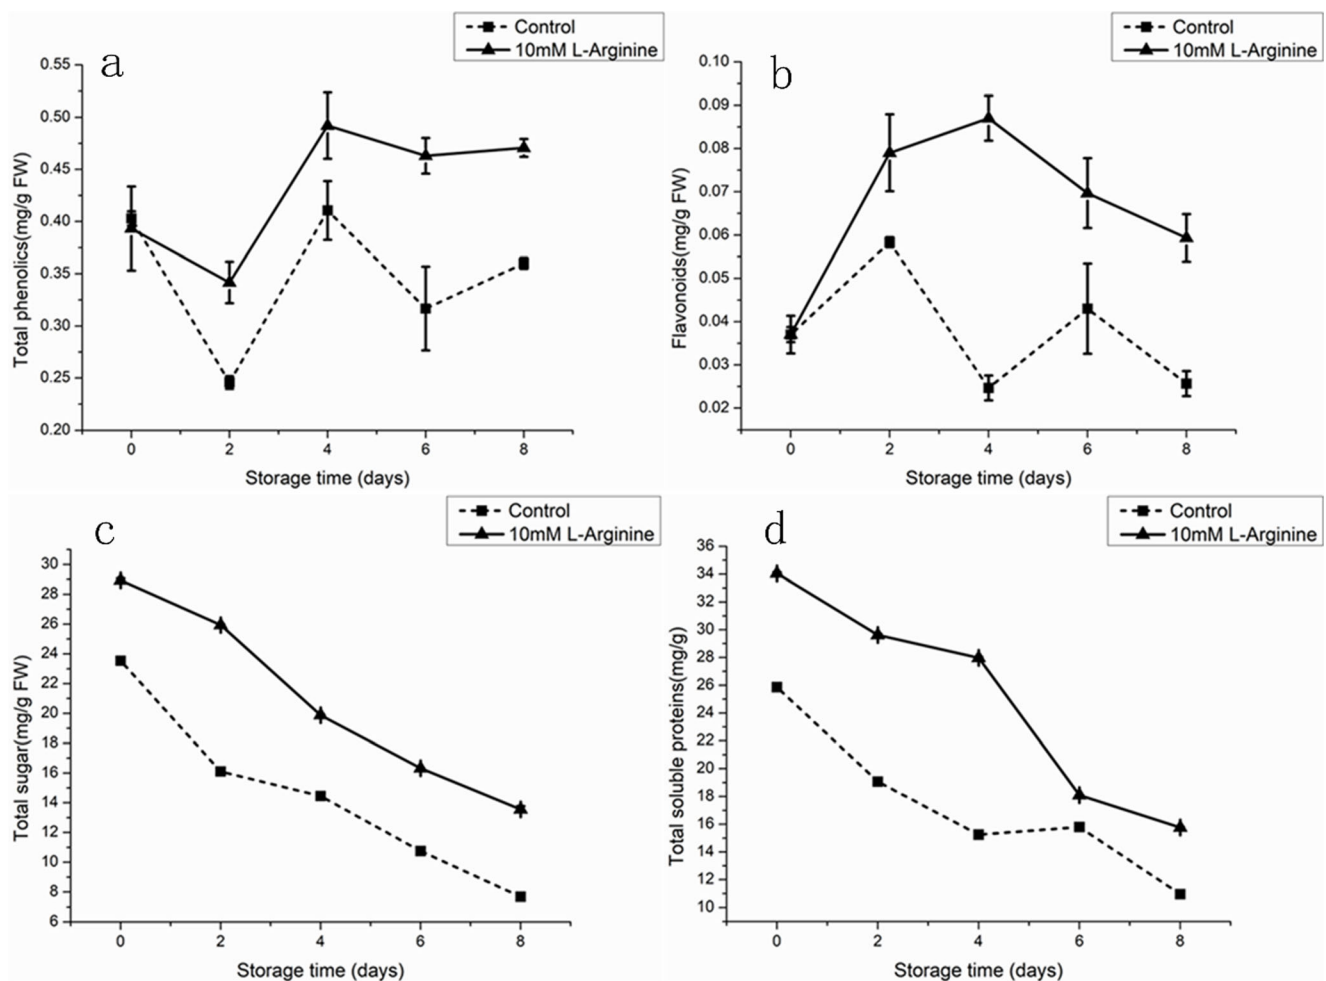 Control
10mM L-Arginine
a
0.55
0.50
0.45
0.40
0.35
0.30
0.25
0.20
Total phenolics(mg/g FW)
0 2 4 6 8
Storage time (days)
Control
10mM L-Arginine
b
0.10
0.09
0.08
0.07
0.06
0.05
0.04
0.03
0.02
Flavonoids(mg/g FW)
0 2 4 6 8
Storage time (days)
Control
10mM L-Arginine
c
30
28
26
24
22
20
18
16
14
12
10
8
6
Total sugar(mg/g FW)
0 2 4 6 8
Storage time (days)
Control
10mM L-Arginine
d
36
34
32
30
28
26
24
22
20
18
16
14
12
10
Total soluble proteins(mg/g)
0 2 4 6 8
Storage time (days)